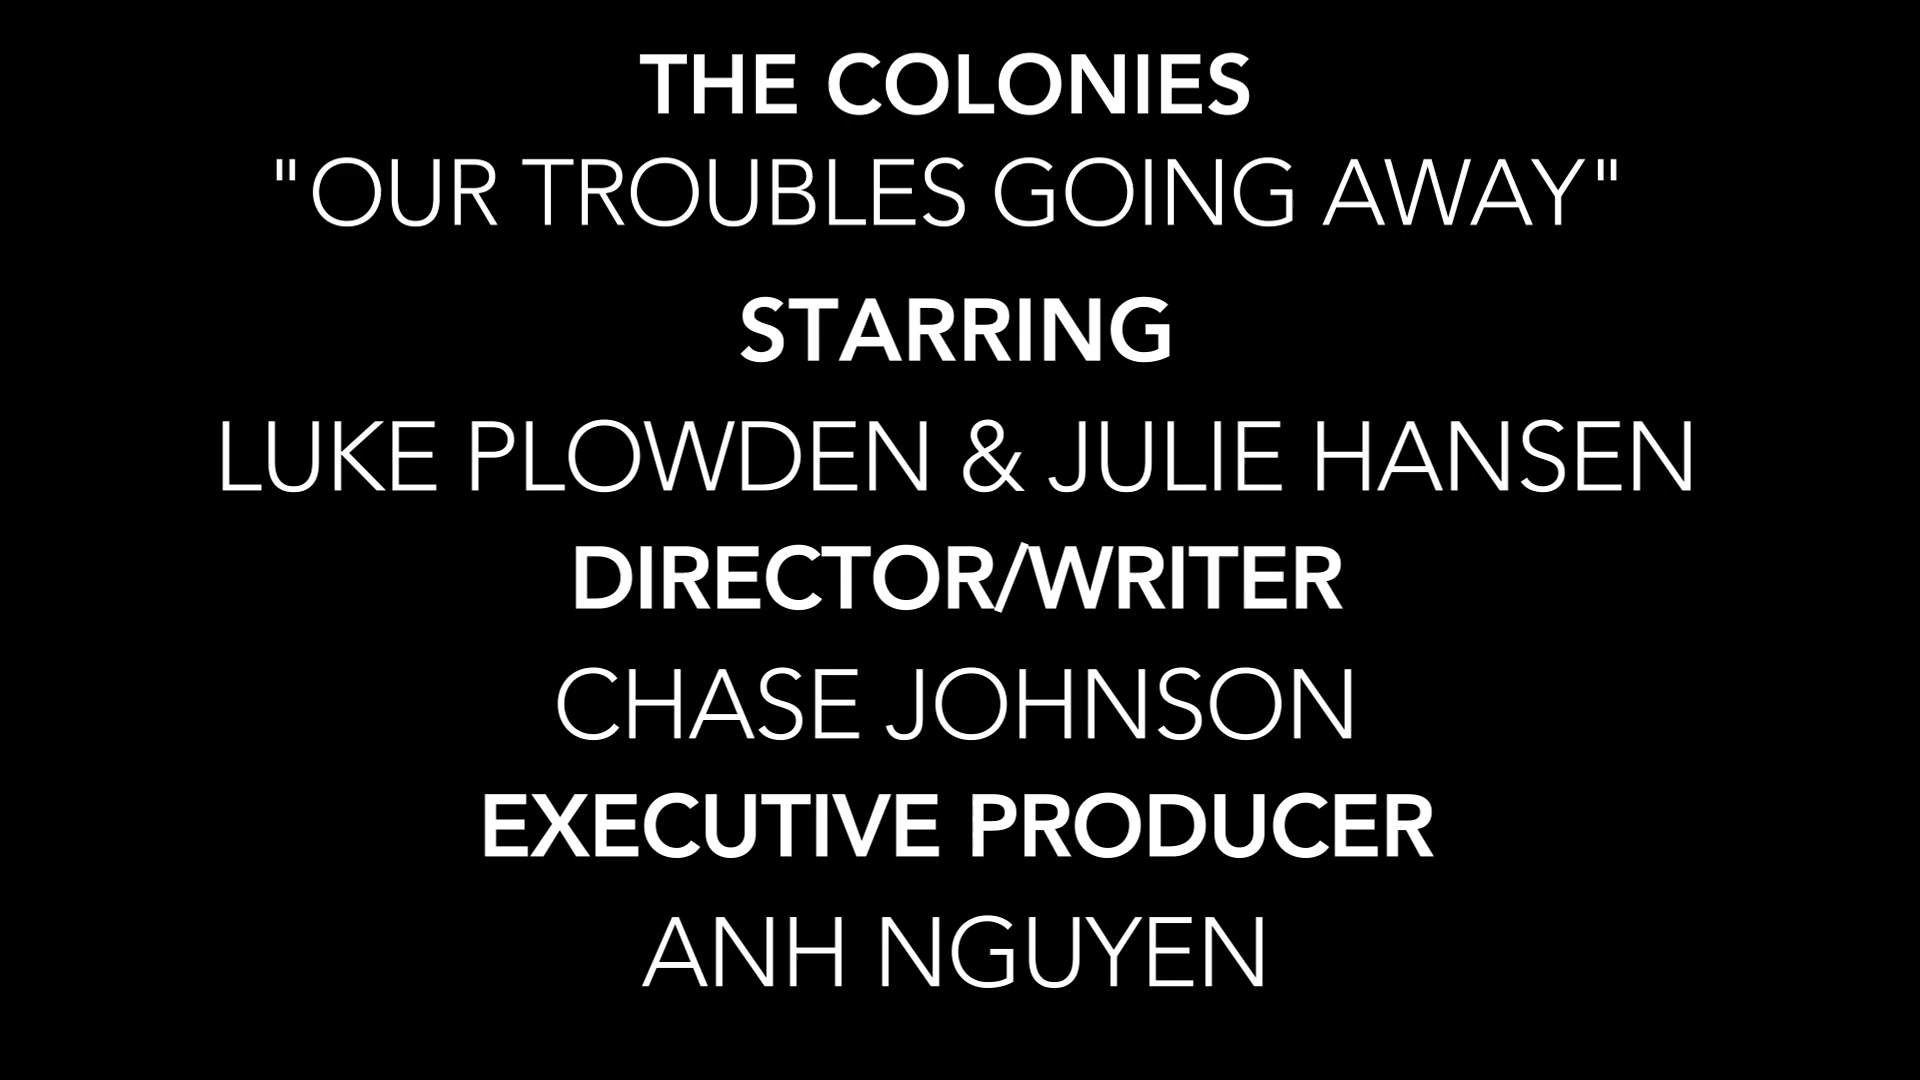 THE COLONIES
"OUR TROUBLES GOING AWAY"
STARRING
LUKE PLOWDEN & JULIE HANSEN
DIRECTOR/WRITER
CHASE JOHNSON
EXECUTIVE PRODUCER
ANH NGUYEN